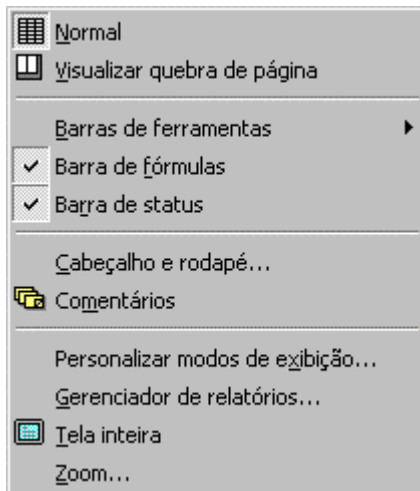 Normal
Visualizar quebra de página
Barras de ferramentas
Barra de fórmulas
Barra de status
Cabeçalho e rodapé...
Comentários
Personalizar modos de exibição...
Gerenciador de relatórios...
Tela inteira
Zoom...